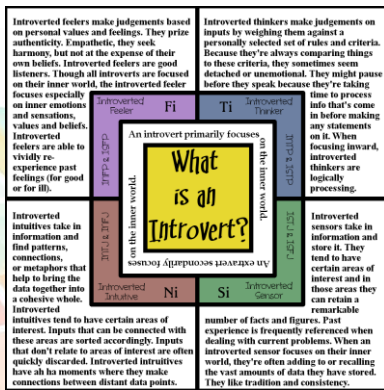 Introverted feelers make judgements based
on personal values and feelings. They prize
authenticity. Empathetic, they seek
harmony, but not at the expense of their
own beliefs. Introverted feelers are good
listeners. Though all introverts are focused
on their inner world, the introverted feeler
focuses especially
on inner emotions
and sensations,
values and beliefs.
Introverted
feelers are able to
vividly re-
experience past
feelings (for good
or for ill).
Introverted thinkers make judgements on
inputs by weighing them against a
personally selected set of rules and criteria.
Because they're always comparing things
to these criteria, they sometimes seem
detached or unemotional. They might pause
before they speak because they're taking
time to process
info that's come
in before making
any statements
on it. When
focusing inward,
introverted
thinkers are
logically
processing.
Introverted
Feeler
Fi
INFP & ISFP
Ti
Introverted
Thinker
INTP & ISTP
An introvert primarily focuses
on the inner world.
An extravert secondarily focuses
on the inner world.
What
is an
Introvert?
INTJ & INFJ
Introverted
Intuitive
Ni
Si
Introverted
Sensor
ISTJ & ISFJ
Introverted
intuitives take in
information and
find patterns,
connections,
or metaphors that
help to bring the
data together into
a cohesive whole.
Introverted
intuitives tend to have certain areas of
interest. Inputs that can be connected with
these areas are sorted accordingly. Inputs
that don't relate to areas of interest are often
quickly discarded. Introverted Intuitives
have ah ha moments where they make
connections between distant data points.
Introverted
sensors take in
information and
store it. They
tend to have
certain areas of
interest and in
those areas they
can retain a
remarkable
number of facts and figures. Past
experience is frequently referenced when
dealing with current problems. When an
introverted sensor focuses on their inner
world, they're often adding to or recalling
the vast amounts of data they have stored.
They like tradition and consistency.